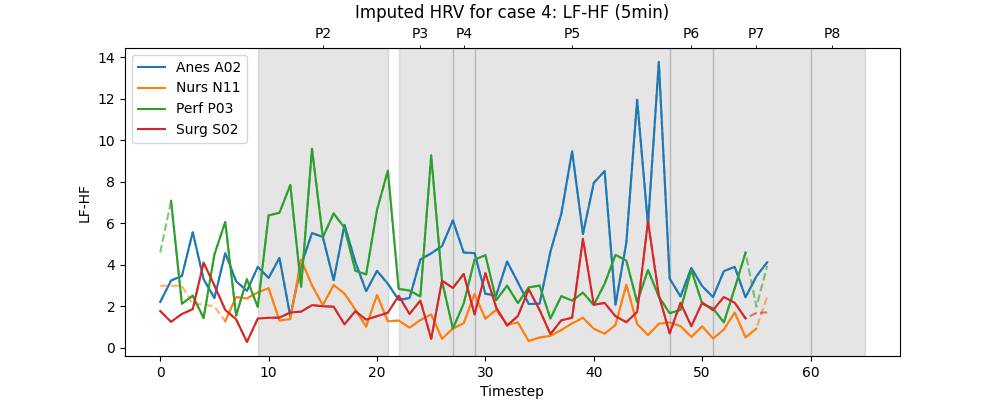 Imputed HRV for case 4: LF-HF (5min)
P2 P3 P4 P5 P6 P7 P8
14
12
10
8
6
4
2
0
LF-HF
Anes A02
Nurs N11
Perf P03
Surg S02
0 10 20 30 40 50 60
Timestep